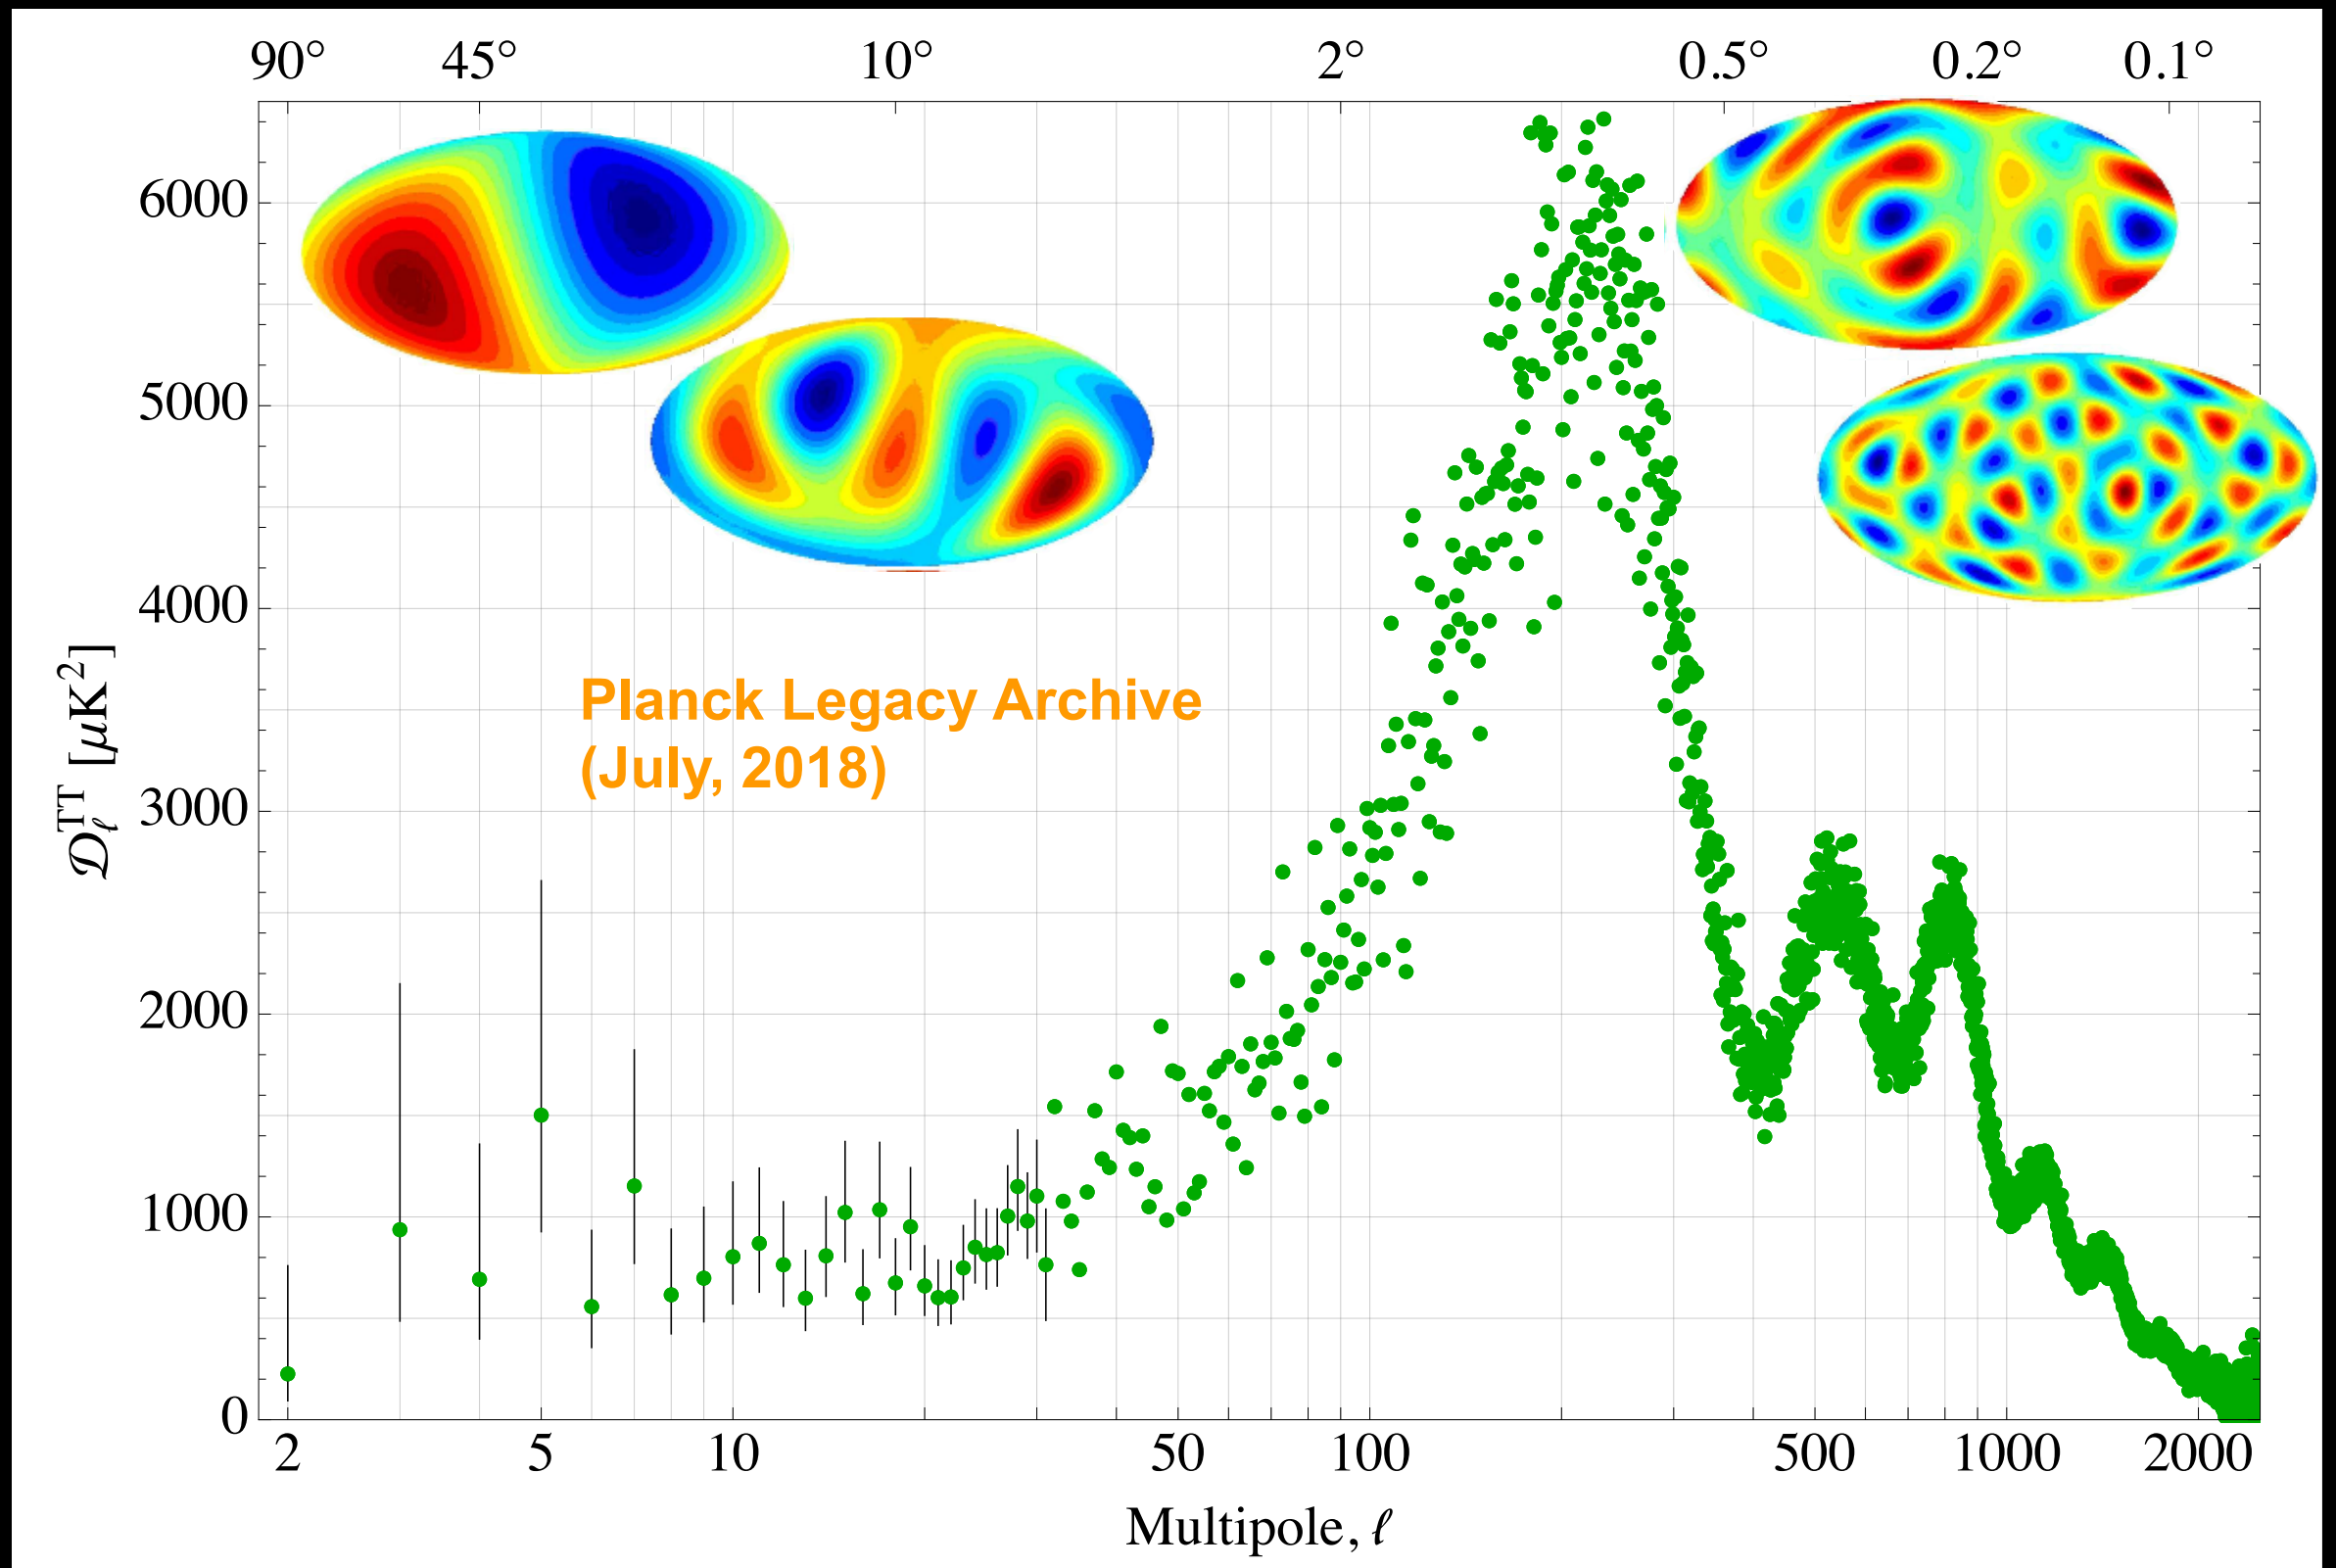 90° 45° 10° 2° 0.5° 0.2° 0.1°
6000
5000
4000
3000
2000
1000
0
𝒟ℓTT [μK²]
Planck Legacy Archive
(July, 2018)
2 5 10 50 100 500 1000 2000
Multipole, ℓ